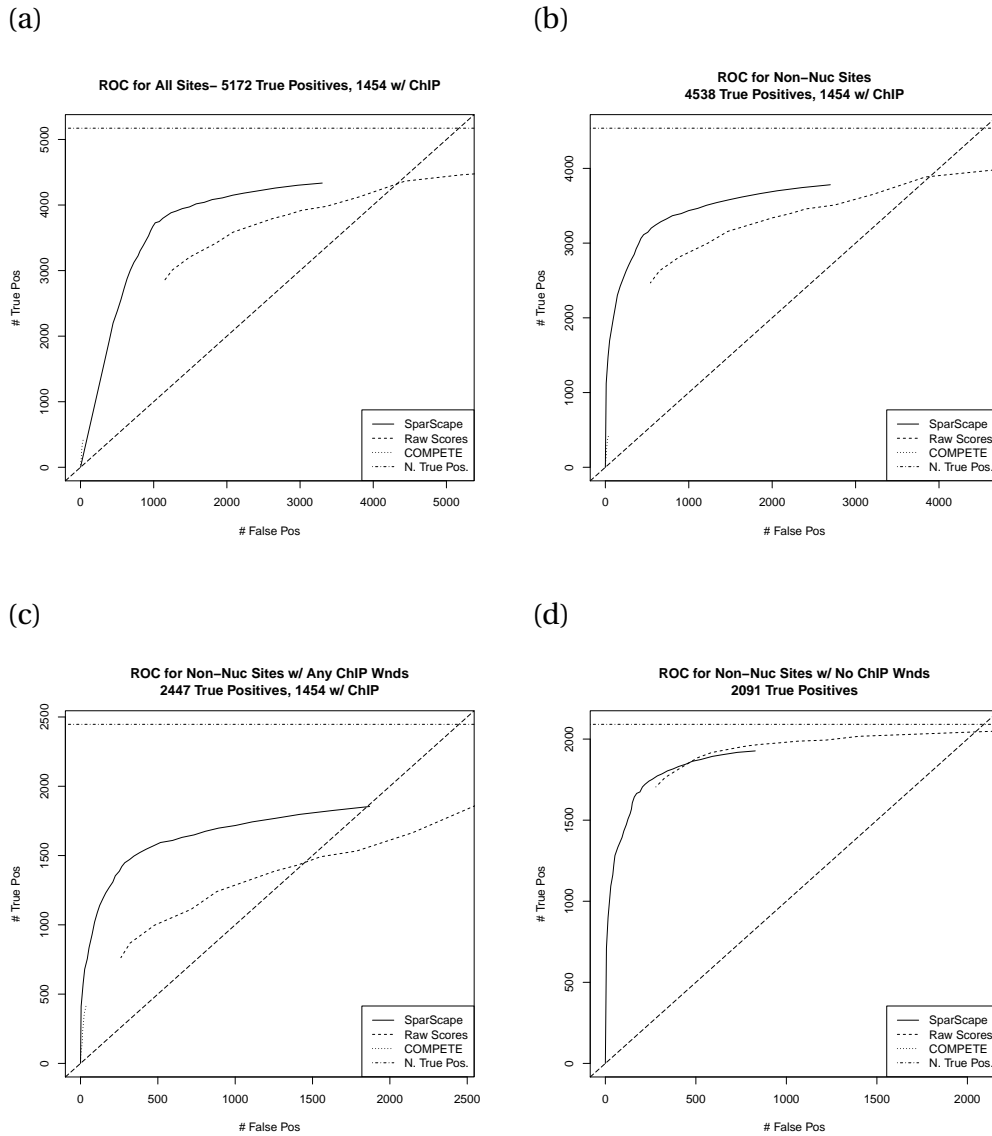 (a)
ROC for All Sites− 5172 True Positives, 1454 w/ ChIP
# True Pos
0
1000
2000
3000
4000
5000
0 1000 2000 3000 4000 5000
# False Pos
SparScape
Raw Scores
COMPETE
N. True Pos.
(b)
ROC for Non−Nuc Sites
4538 True Positives, 1454 w/ ChIP
# True Pos
0
1000
2000
3000
4000
0 1000 2000 3000 4000
# False Pos
SparScape
Raw Scores
COMPETE
N. True Pos.
(c)
ROC for Non−Nuc Sites w/ Any ChIP Wnds
2447 True Positives, 1454 w/ ChIP
# True Pos
0
500
1000
1500
2000
2500
0 500 1000 1500 2000 2500
# False Pos
SparScape
Raw Scores
COMPETE
N. True Pos.
(d)
ROC for Non−Nuc Sites w/ No ChIP Wnds
2091 True Positives
# True Pos
0
500
1000
1500
2000
0 500 1000 1500 2000
# False Pos
SparScape
Raw Scores
COMPETE
N. True Pos.